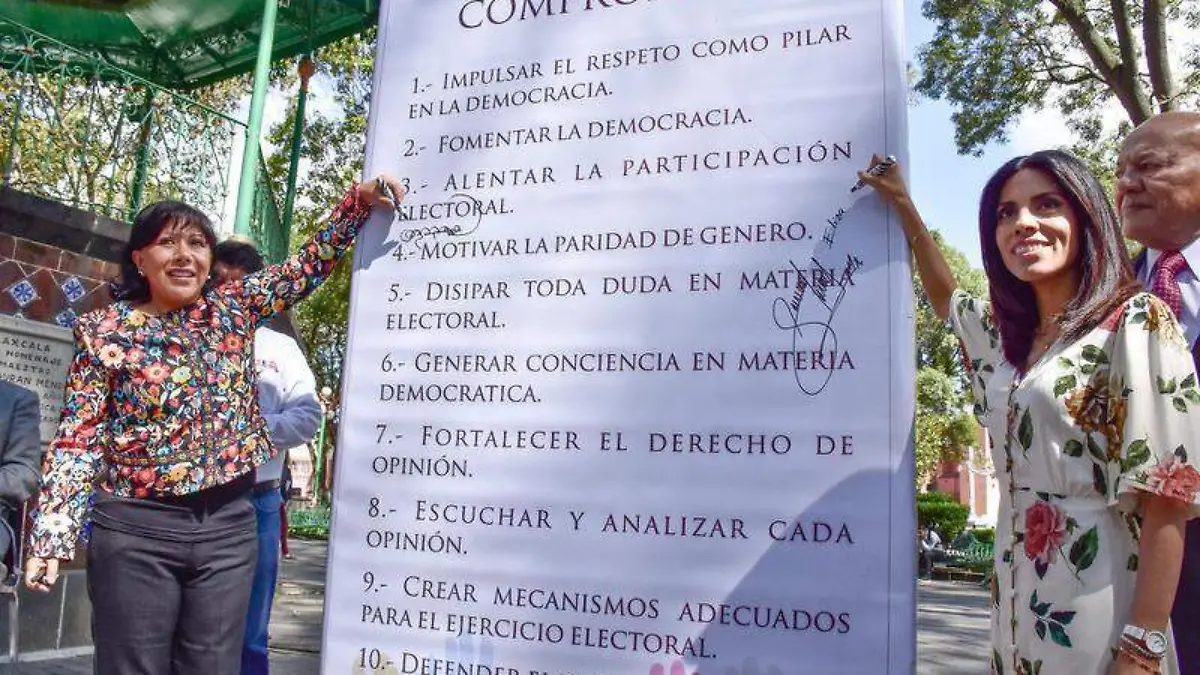 1.- IMPULSAR EL RESPETO COMO PILAR
EN LA DEMOCRACIA.
2.- FOMENTAR LA DEMOCRACIA.
3.- ALENTAR LA PARTICIPACIÓN
ELECTORAL.
4.- MOTIVAR LA PARIDAD DE GENERO.
5.- DISIPAR TODA DUDA EN MATERIA
ELECTORAL.
6.- GENERAR CONCIENCIA EN MATERIA
DEMOCRATICA.
7.- FORTALECER EL DERECHO DE
OPINIÓN.
8.- ESCUCHAR Y ANALIZAR CADA
OPINIÓN.
9.- CREAR MECANISMOS ADECUADOS
PARA EL EJERCICIO ELECTORAL.
10.- DEFENDER
HOMENAJE